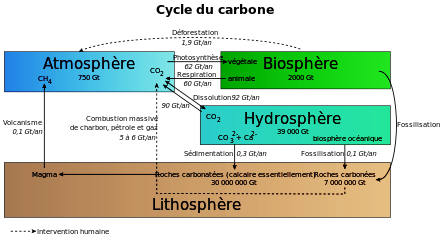 Cycle du carbone
Déforestation
1,9 Gt/an
Atmosphère
750 Gt
CH4
CO2
Photosynthèse
62 Gt/an
Respiration
60 Gt/an
Biosphère
végétale
animale
2000 Gt
Dissolution 92 Gt/an
90 Gt/an
Hydrosphère
CO2
39 000 Gt
CO3 2- + Ca 2-
biosphère océanique
Volcanisme
0,1 Gt/an
Combustion massive
de charbon, pétrole et gaz
5 à 6 Gt/an
Fossilisation
Sédimentation 0,3 Gt/an
Fossilisation 0,1 Gt/an
Magma
Roches carbonatées (calcaire essentiellement)
30 000 000 Gt
Roches carbonées
7 000 000 Gt
Lithosphère
Intervention humaine